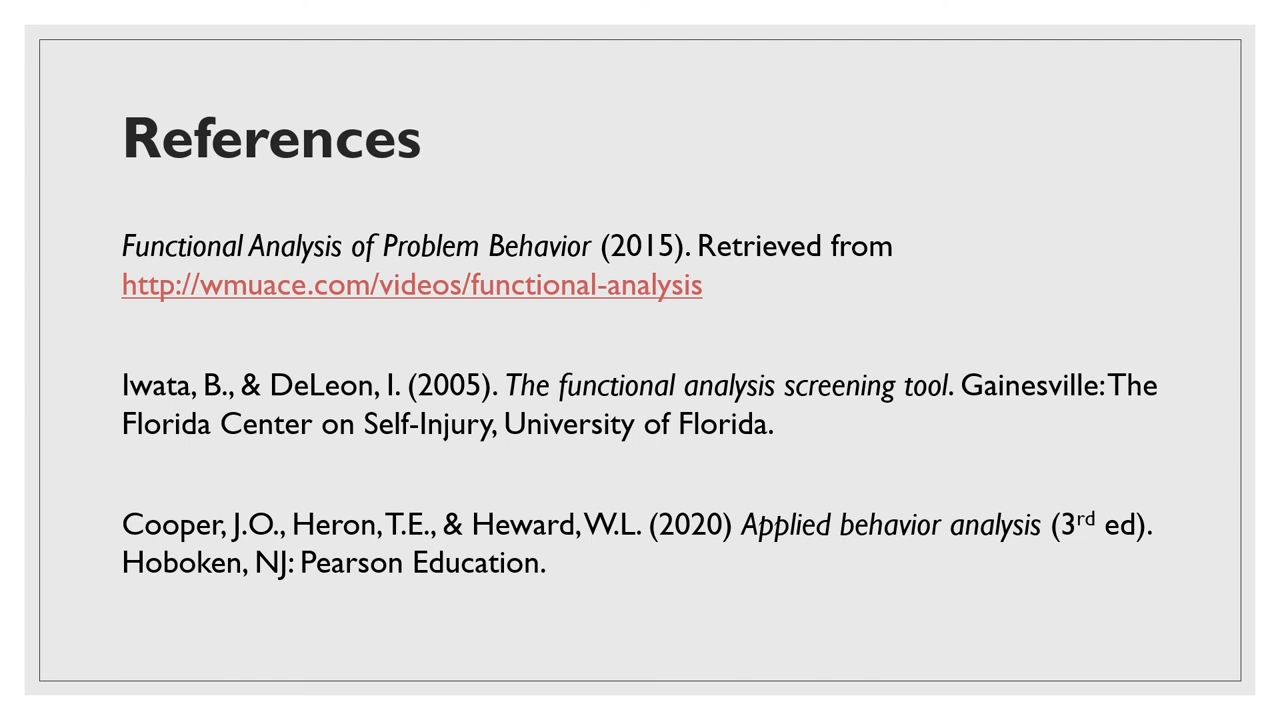 References
Functional Analysis of Problem Behavior (2015). Retrieved from
http://wmuace.com/videos/functional-analysis
Iwata, B., & DeLeon, I. (2005). The functional analysis screening tool. Gainesville: The
Florida Center on Self-Injury, University of Florida.
Cooper, J.O., Heron, T.E., & Heward, W.L. (2020) Applied behavior analysis (3rd ed).
Hoboken, NJ: Pearson Education.